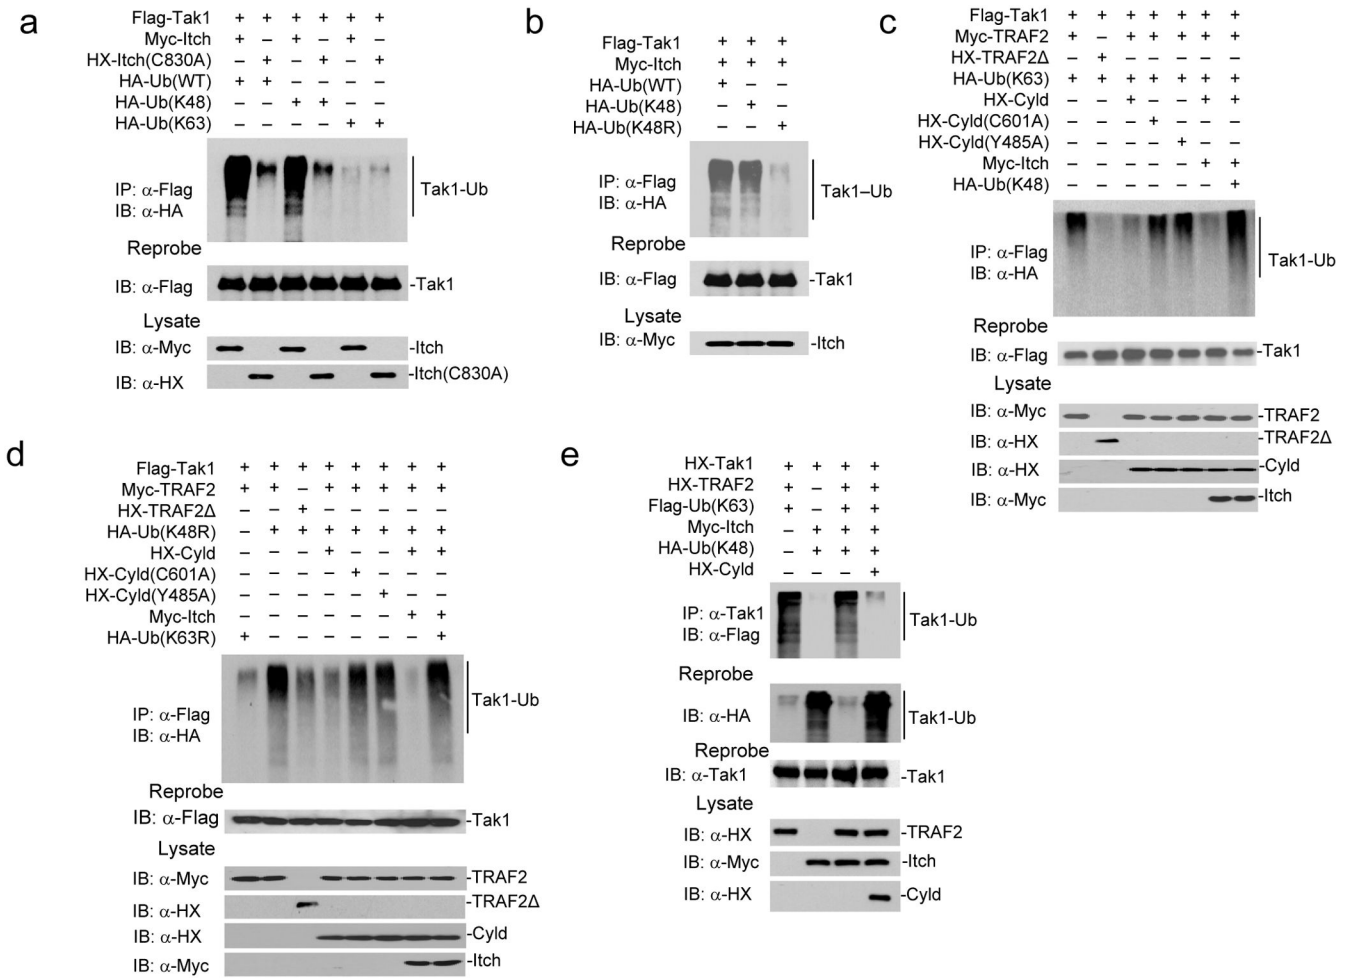 a
Flag-Tak1 + + + + + +
Myc-Itch + – + – + –
HX-Itch(C830A) – + – + – +
HA-Ub(WT) + + – – – –
HA-Ub(K48) – – + + – –
HA-Ub(K63) – – – – + +
IP: α-Flag
IB: α-HA
Tak1-Ub
Reprobe
IB: α-Flag
-Tak1
Lysate
IB: α-Myc
-Itch
IB: α-HX
-Itch(C830A)
b
Flag-Tak1 + + +
Myc-Itch + + +
HA-Ub(WT) + – –
HA-Ub(K48) – + –
HA-Ub(K48R) – – +
IP: α-Flag
IB: α-HA
Tak1–Ub
Reprobe
IB: α-Flag
-Tak1
Lysate
IB: α-Myc
-Itch
c
Flag-Tak1 + + + + + + +
Myc-TRAF2 + – + + + + +
HX-TRAF2Δ – + – – – – –
HA-Ub(K63) + + + + + + +
HX-Cyld – – + – – + +
HX-Cyld(C601A) – – – + – – –
HX-Cyld(Y485A) – – – – + – –
Myc-Itch – – – – – + +
HA-Ub(K48) – – – – – – +
IP: α-Flag
IB: α-HA
Tak1-Ub
Reprobe
IB: α-Flag
-Tak1
Lysate
IB: α-Myc
-TRAF2
IB: α-HX
-TRAF2Δ
IB: α-HX
-Cyld
IB: α-Myc
-Itch
d
Flag-Tak1 + + + + + + + +
Myc-TRAF2 + + – + + + + +
HX-TRAF2Δ – – + – – – – –
HA-Ub(K48R) – + + + + + + +
HX-Cyld – – – + – – + +
HX-Cyld(C601A) – – – – + – – –
HX-Cyld(Y485A) – – – – – + – –
Myc-Itch – – – – – – + +
HA-Ub(K63R) + – – – – – – +
IP: α-Flag
IB: α-HA
Tak1-Ub
Reprobe
IB: α-Flag
-Tak1
Lysate
IB: α-Myc
-TRAF2
IB: α-HX
-TRAF2Δ
IB: α-HX
-Cyld
IB: α-Myc
-Itch
e
HX-Tak1 + + + +
HX-TRAF2 + – + +
Flag-Ub(K63) + – + +
Myc-Itch – + + +
HA-Ub(K48) – + + +
HX-Cyld – – – +
IP: α-Tak1
IB: α-Flag
Tak1-Ub
Reprobe
IB: α-HA
Tak1-Ub
Reprobe
IB: α-Tak1
-Tak1
Lysate
IB: α-HX
-TRAF2
IB: α-Myc
-Itch
IB: α-HX
-Cyld